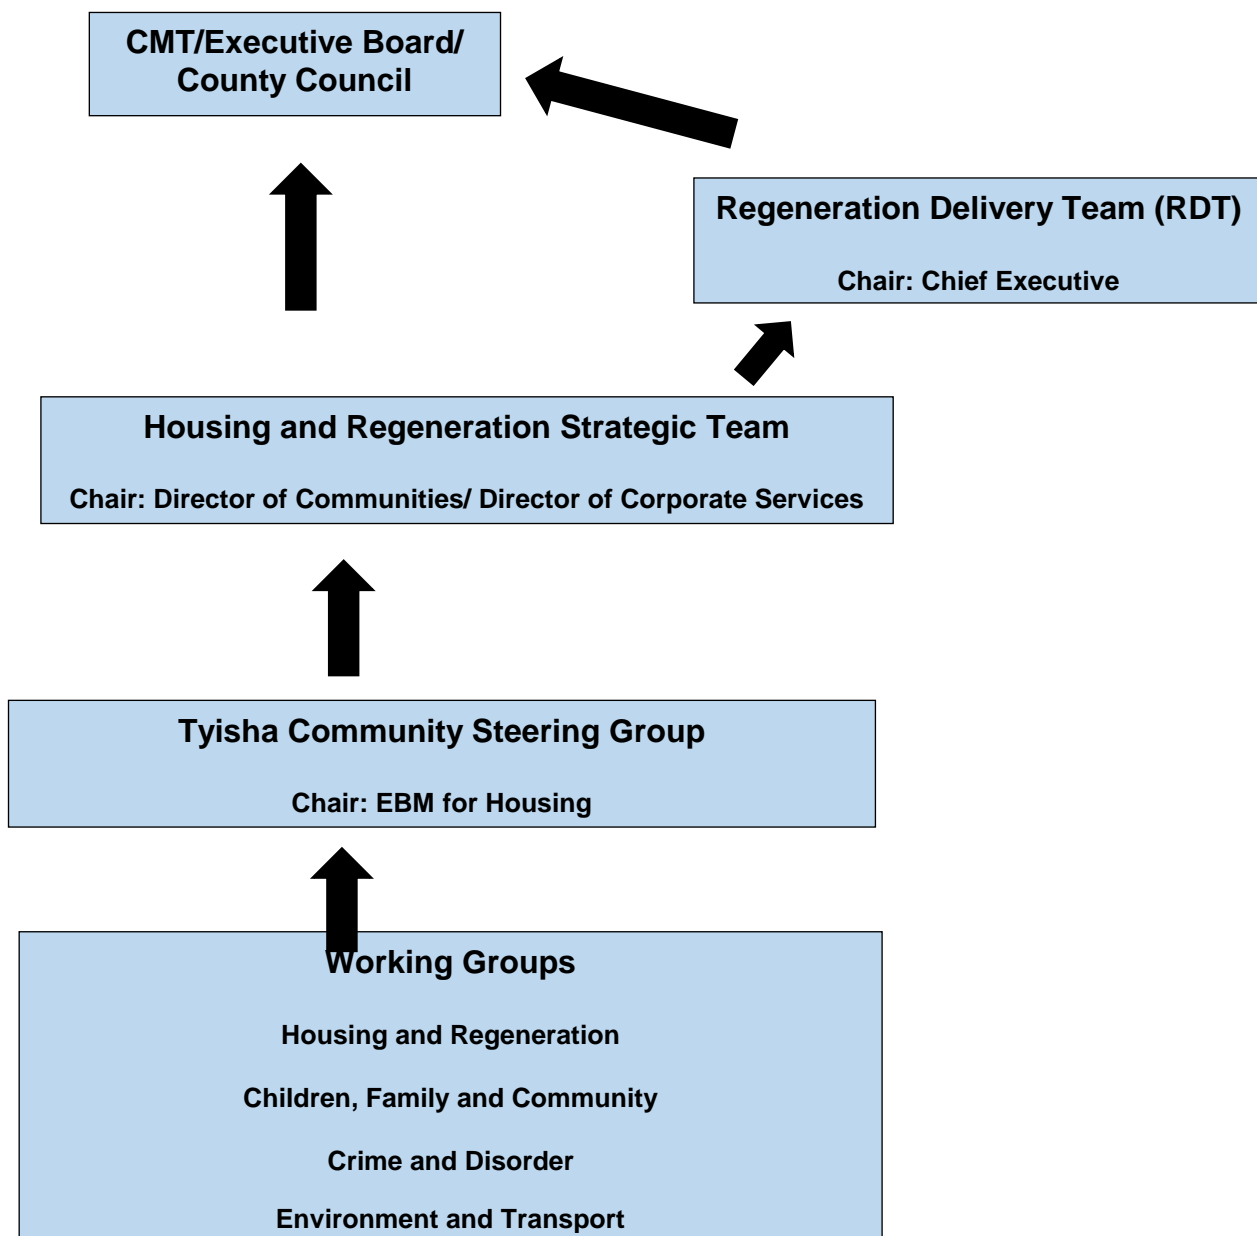 CMT/Executive Board/
County Council
Regeneration Delivery Team (RDT)
Chair: Chief Executive
Housing and Regeneration Strategic Team
Chair: Director of Communities/ Director of Corporate Services
Tyisha Community Steering Group
Chair: EBM for Housing
Working Groups
Housing and Regeneration
Children, Family and Community
Crime and Disorder
Environment and Transport